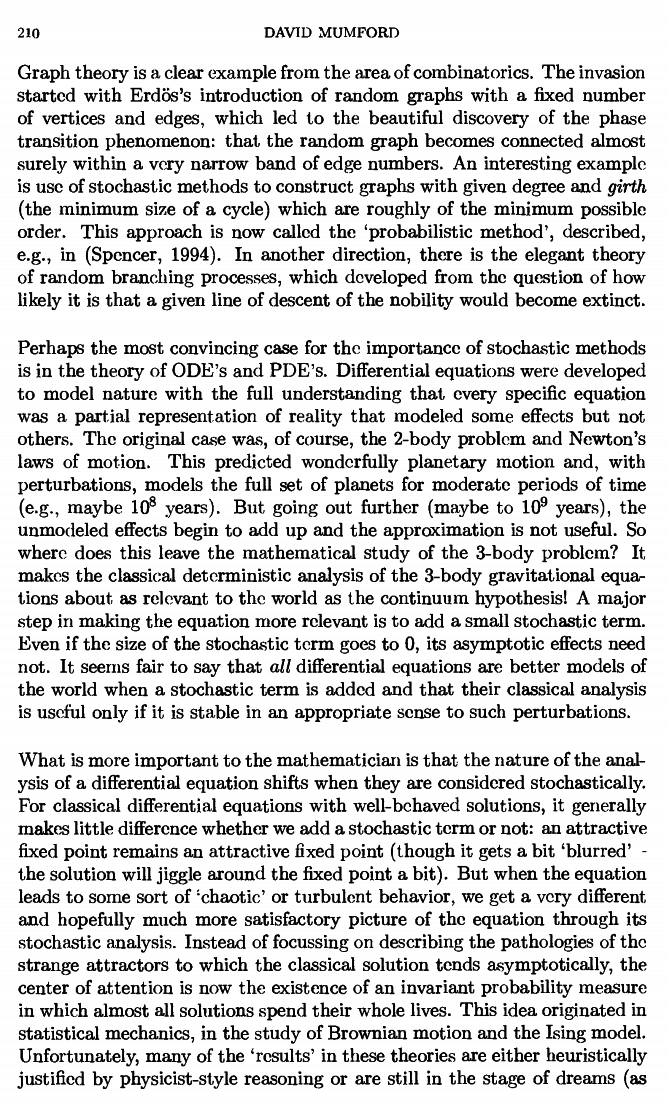 210 DAVID MUMFORD
Graph theory is a clear example from the area of combinatorics. The invasion
started with Erdös's introduction of random graphs with a fixed number
of vertices and edges, which led to the beautiful discovery of the phase
transition phenomenon: that the random graph becomes connected almost
surely within a very narrow band of edge numbers. An interesting example
is use of stochastic methods to construct graphs with given degree and girth
(the minimum size of a cycle) which are roughly of the minimum possible
order. This approach is now called the 'probabilistic method', described,
e.g., in (Spencer, 1994). In another direction, there is the elegant theory
of random branching processes, which developed from the question of how
likely it is that a given line of descent of the nobility would become extinct.
Perhaps the most convincing case for the importance of stochastic methods
is in the theory of ODE's and PDE's. Differential equations were developed
to model nature with the full understanding that every specific equation
was a partial representation of reality that modeled some effects but not
others. The original case was, of course, the 2-body problem and Newton's
laws of motion. This predicted wonderfully planetary motion and, with
perturbations, models the full set of planets for moderate periods of time
(e.g., maybe 10⁸ years). But going out further (maybe to 10⁹ years), the
unmodeled effects begin to add up and the approximation is not useful. So
where does this leave the mathematical study of the 3-body problem? It
makes the classical deterministic analysis of the 3-body gravitational equa-
tions about as relevant to the world as the continuum hypothesis! A major
step in making the equation more relevant is to add a small stochastic term.
Even if the size of the stochastic term goes to 0, its asymptotic effects need
not. It seems fair to say that all differential equations are better models of
the world when a stochastic term is added and that their classical analysis
is useful only if it is stable in an appropriate sense to such perturbations.
What is more important to the mathematician is that the nature of the anal-
ysis of a differential equation shifts when they are considered stochastically.
For classical differential equations with well-behaved solutions, it generally
makes little difference whether we add a stochastic term or not: an attractive
fixed point remains an attractive fixed point (though it gets a bit 'blurred' -
the solution will jiggle around the fixed point a bit). But when the equation
leads to some sort of 'chaotic' or turbulent behavior, we get a very different
and hopefully much more satisfactory picture of the equation through its
stochastic analysis. Instead of focussing on describing the pathologies of the
strange attractors to which the classical solution tends asymptotically, the
center of attention is now the existence of an invariant probability measure
in which almost all solutions spend their whole lives. This idea originated in
statistical mechanics, in the study of Brownian motion and the Ising model.
Unfortunately, many of the 'results' in these theories are either heuristically
justified by physicist-style reasoning or are still in the stage of dreams (as